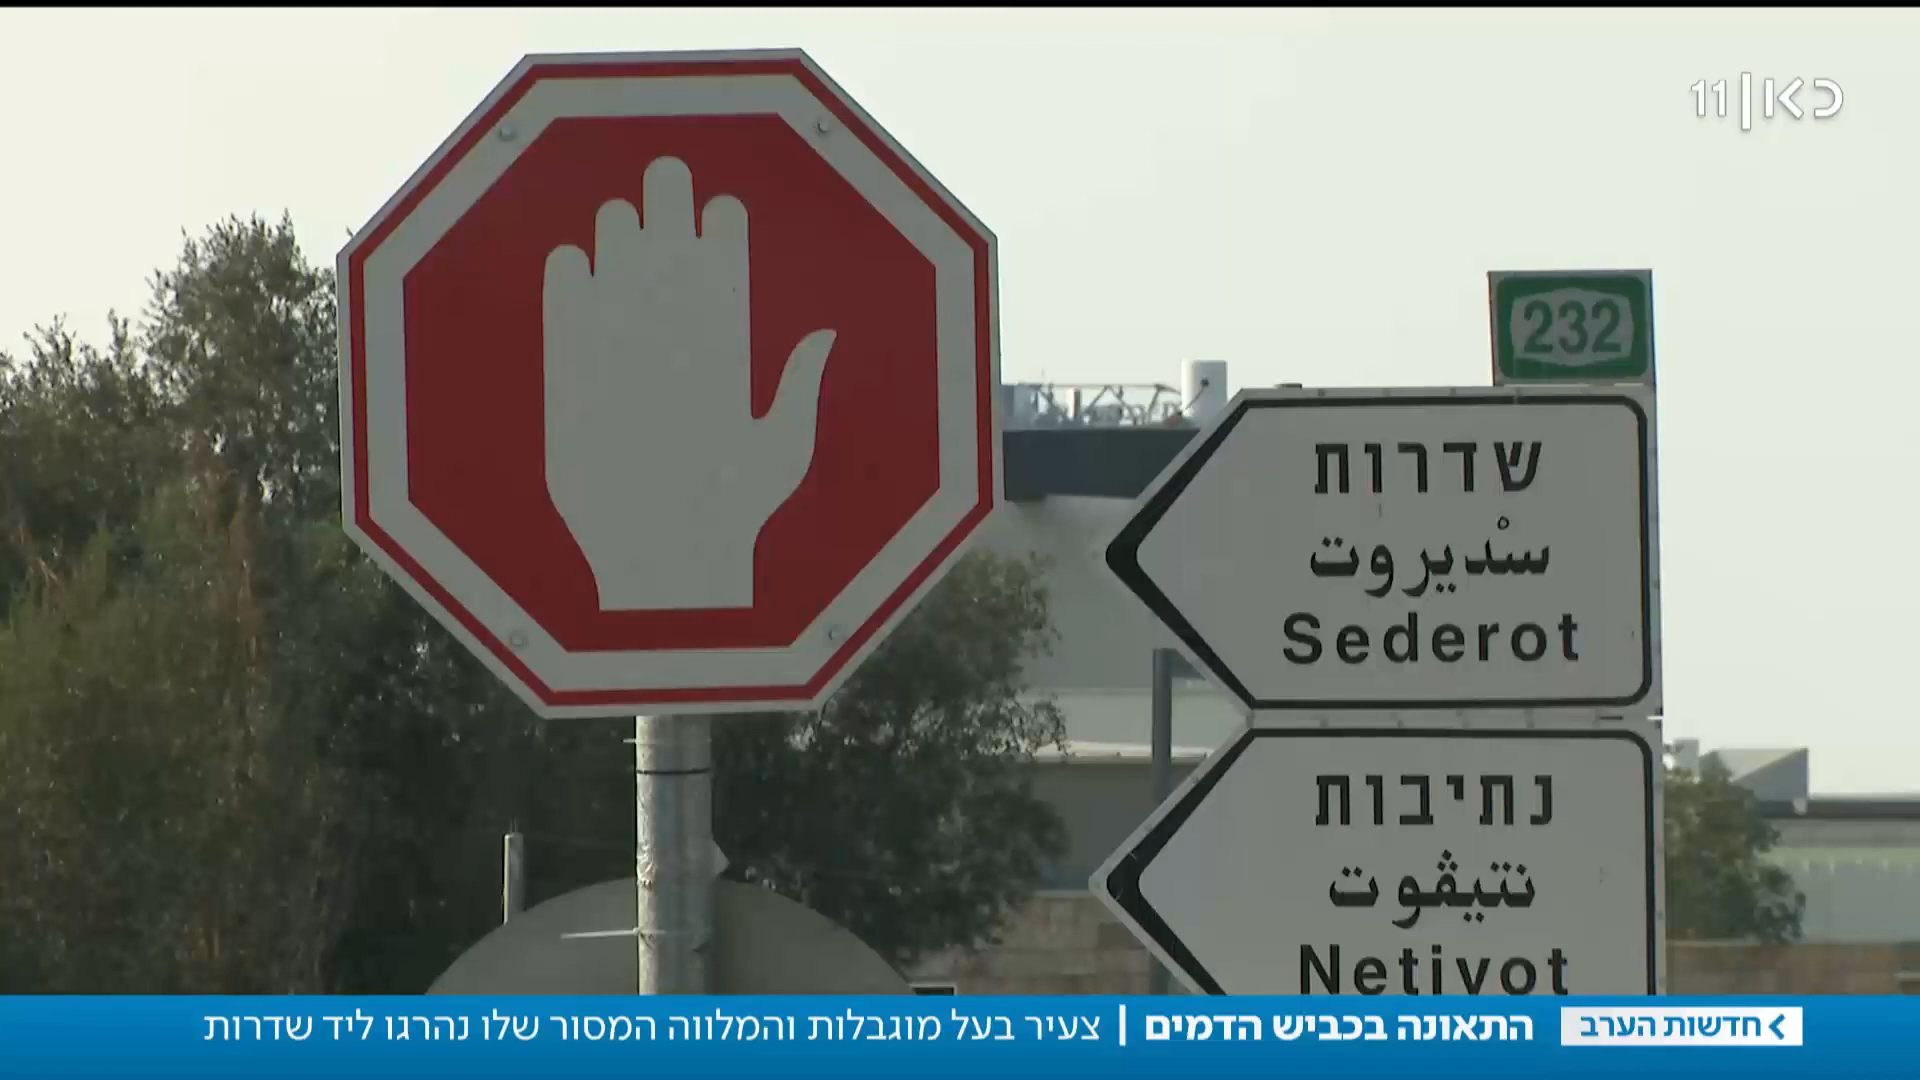 כאן 11
232
שדרות
سديروت
Sederot
נתיבות
نتيڤوت
Netivot
חדשות הערב
התאונה בכביש הדמים | צעיר בעל מוגבלות והמלווה המסור שלו נהרגו ליד שדרות